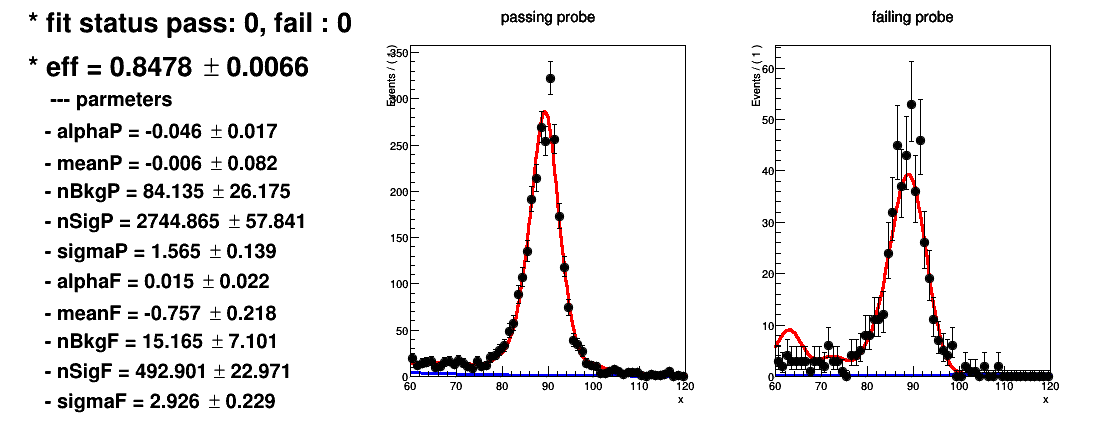 * fit status pass: 0, fail : 0
* eff = 0.8478 ± 0.0066
--- parmeters
- alphaP = -0.046 ± 0.017
- meanP = -0.006 ± 0.082
- nBkgP = 84.135 ± 26.175
- nSigP = 2744.865 ± 57.841
- sigmaP = 1.565 ± 0.139
- alphaF = 0.015 ± 0.022
- meanF = -0.757 ± 0.218
- nBkgF = 15.165 ± 7.101
- nSigF = 492.901 ± 22.971
- sigmaF = 2.926 ± 0.229
passing probe
Events / ( 1 )
350
300
250
200
150
100
50
0
60 70 80 90 100 110 120
x
failing probe
Events / ( 1 )
60
50
40
30
20
10
0
60 70 80 90 100 110 120
x